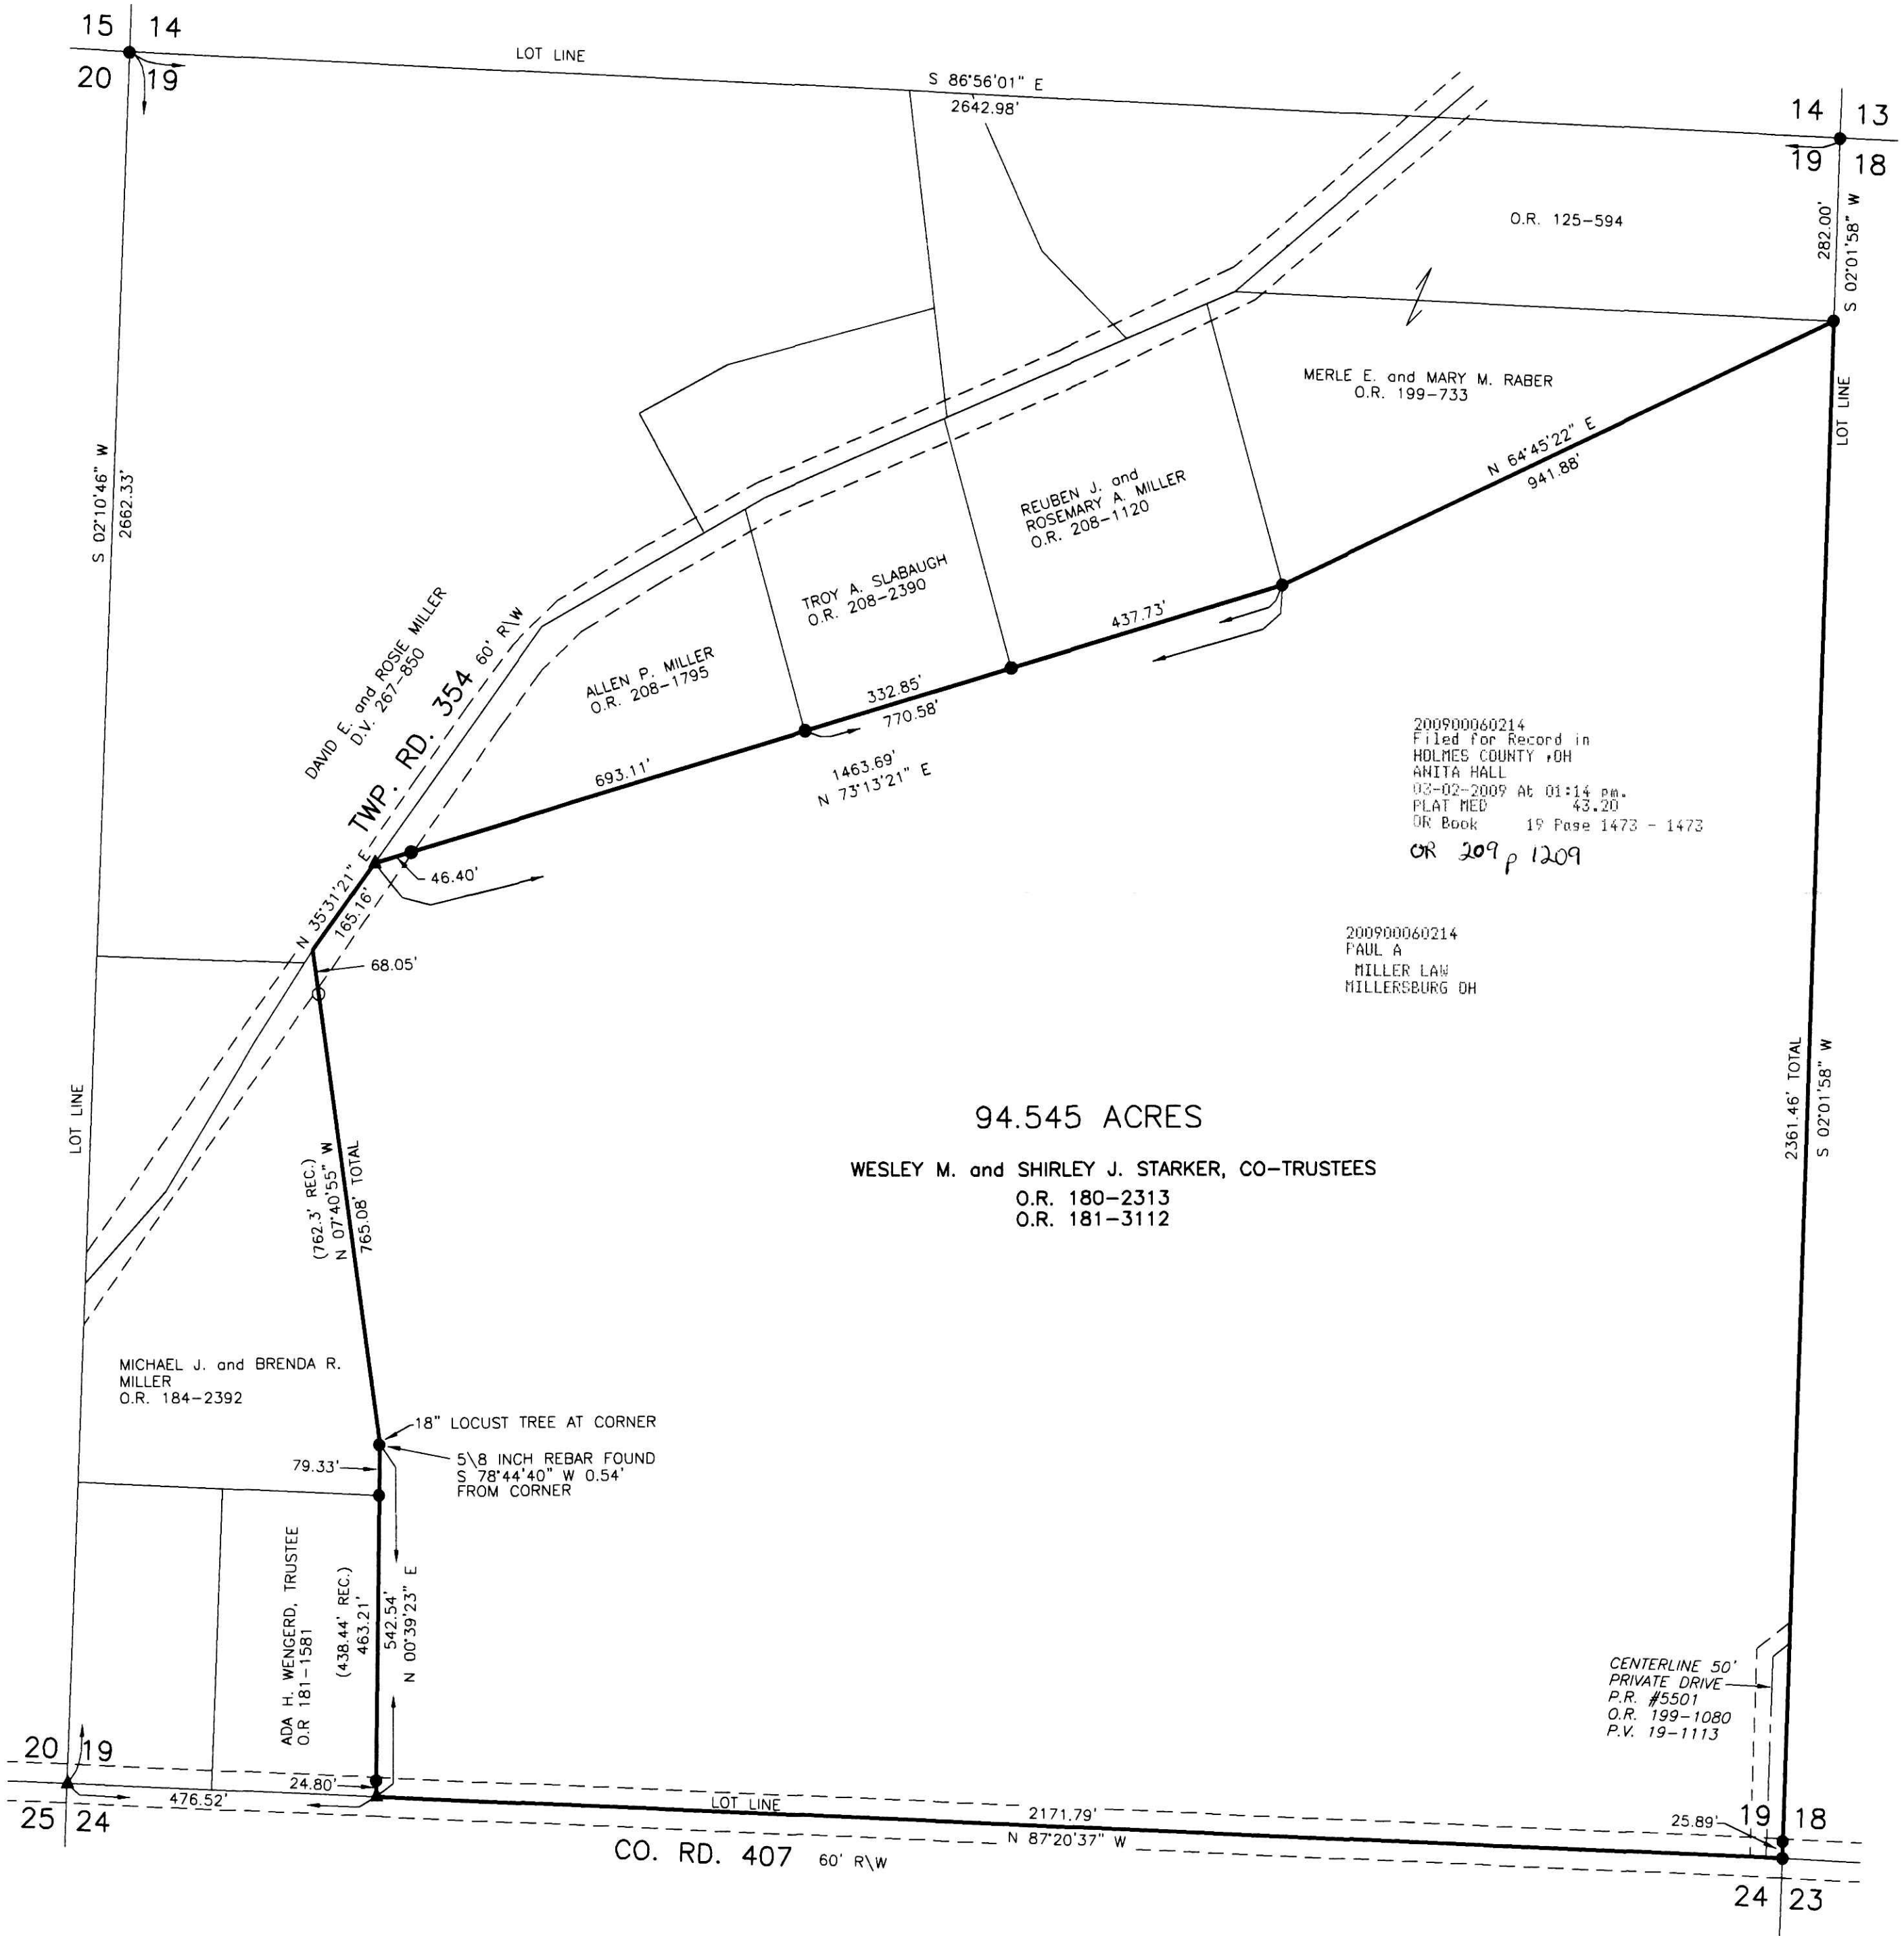 15 14
LOT LINE
S 86°56'01" E
2642.98'
14 13
20 19
19 18
282.00'
S 02°01'58" W
O.R. 125-594
MERLE E. and MARY M. RABER
O.R. 199-733
LOT LINE
N 64°45'22" E
941.88'
S 02°10'46" W
2662.33'
REUBEN J. and
ROSEMARY A. MILLER
O.R. 208-1120
TROY A. SLABAUGH
O.R. 208-2390
437.73'
DAVID E. and ROSIE MILLER
D.V. 267-850
TWP. RD. 354 60' R\W
ALLEN P. MILLER
O.R. 208-1795
332.85'
770.58'
693.11'
1463.69'
N 73°13'21" E
200900060214
Filed for Record in
HOLMES COUNTY ,OH
ANITA HALL
03-02-2009 At 01:14 pm.
PLAT MED 43.20
OR Book 19 Page 1473 - 1473
OR 209 p 1209
46.40'
N 35°31'21" E
165.16'
68.05'
200900060214
PAUL A
MILLER LAW
MILLERSBURG OH
LOT LINE
2361.46' TOTAL
S 02°01'58" W
94.545 ACRES
WESLEY M. and SHIRLEY J. STARKER, CO-TRUSTEES
O.R. 180-2313
O.R. 181-3112
(762.3' REC.)
N 07°40'55" W
765.08' TOTAL
MICHAEL J. and BRENDA R.
MILLER
O.R. 184-2392
18" LOCUST TREE AT CORNER
5\8 INCH REBAR FOUND
S 78°44'40" W 0.54'
FROM CORNER
79.33'
ADA H. WENGERD, TRUSTEE
O.R 181-1581
(438.44' REC.)
463.21'
542.54'
N 00°39'23" E
CENTERLINE 50'
PRIVATE DRIVE
P.R. #5501
O.R. 199-1080
P.V. 19-1113
20 19
24.80'
476.52'
LOT LINE
2171.79'
25.89'
19 18
25 24
N 87°20'37" W
CO. RD. 407 60' R\W
24 23